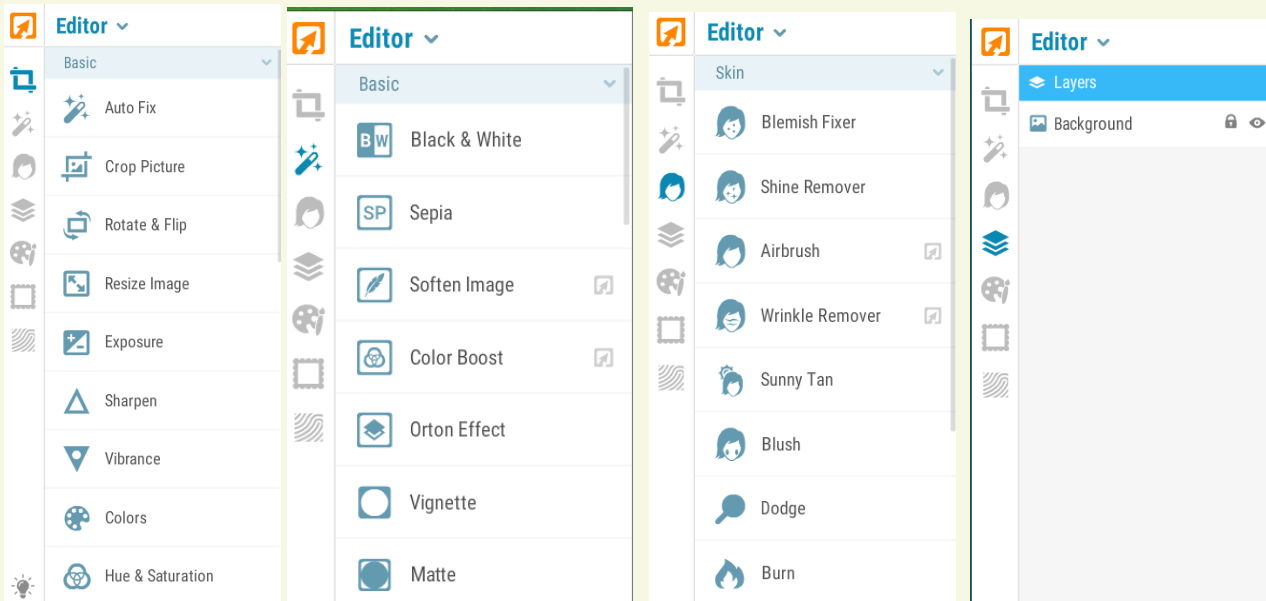 Editor
Basic
Auto Fix
Crop Picture
Rotate & Flip
Resize Image
Exposure
Sharpen
Vibrance
Colors
Hue & Saturation
Editor
Basic
BW Black & White
SP Sepia
Soften Image
Color Boost
Orton Effect
Vignette
Matte
Editor
Skin
Blemish Fixer
Shine Remover
Airbrush
Wrinkle Remover
Sunny Tan
Blush
Dodge
Burn
Editor
Layers
Background